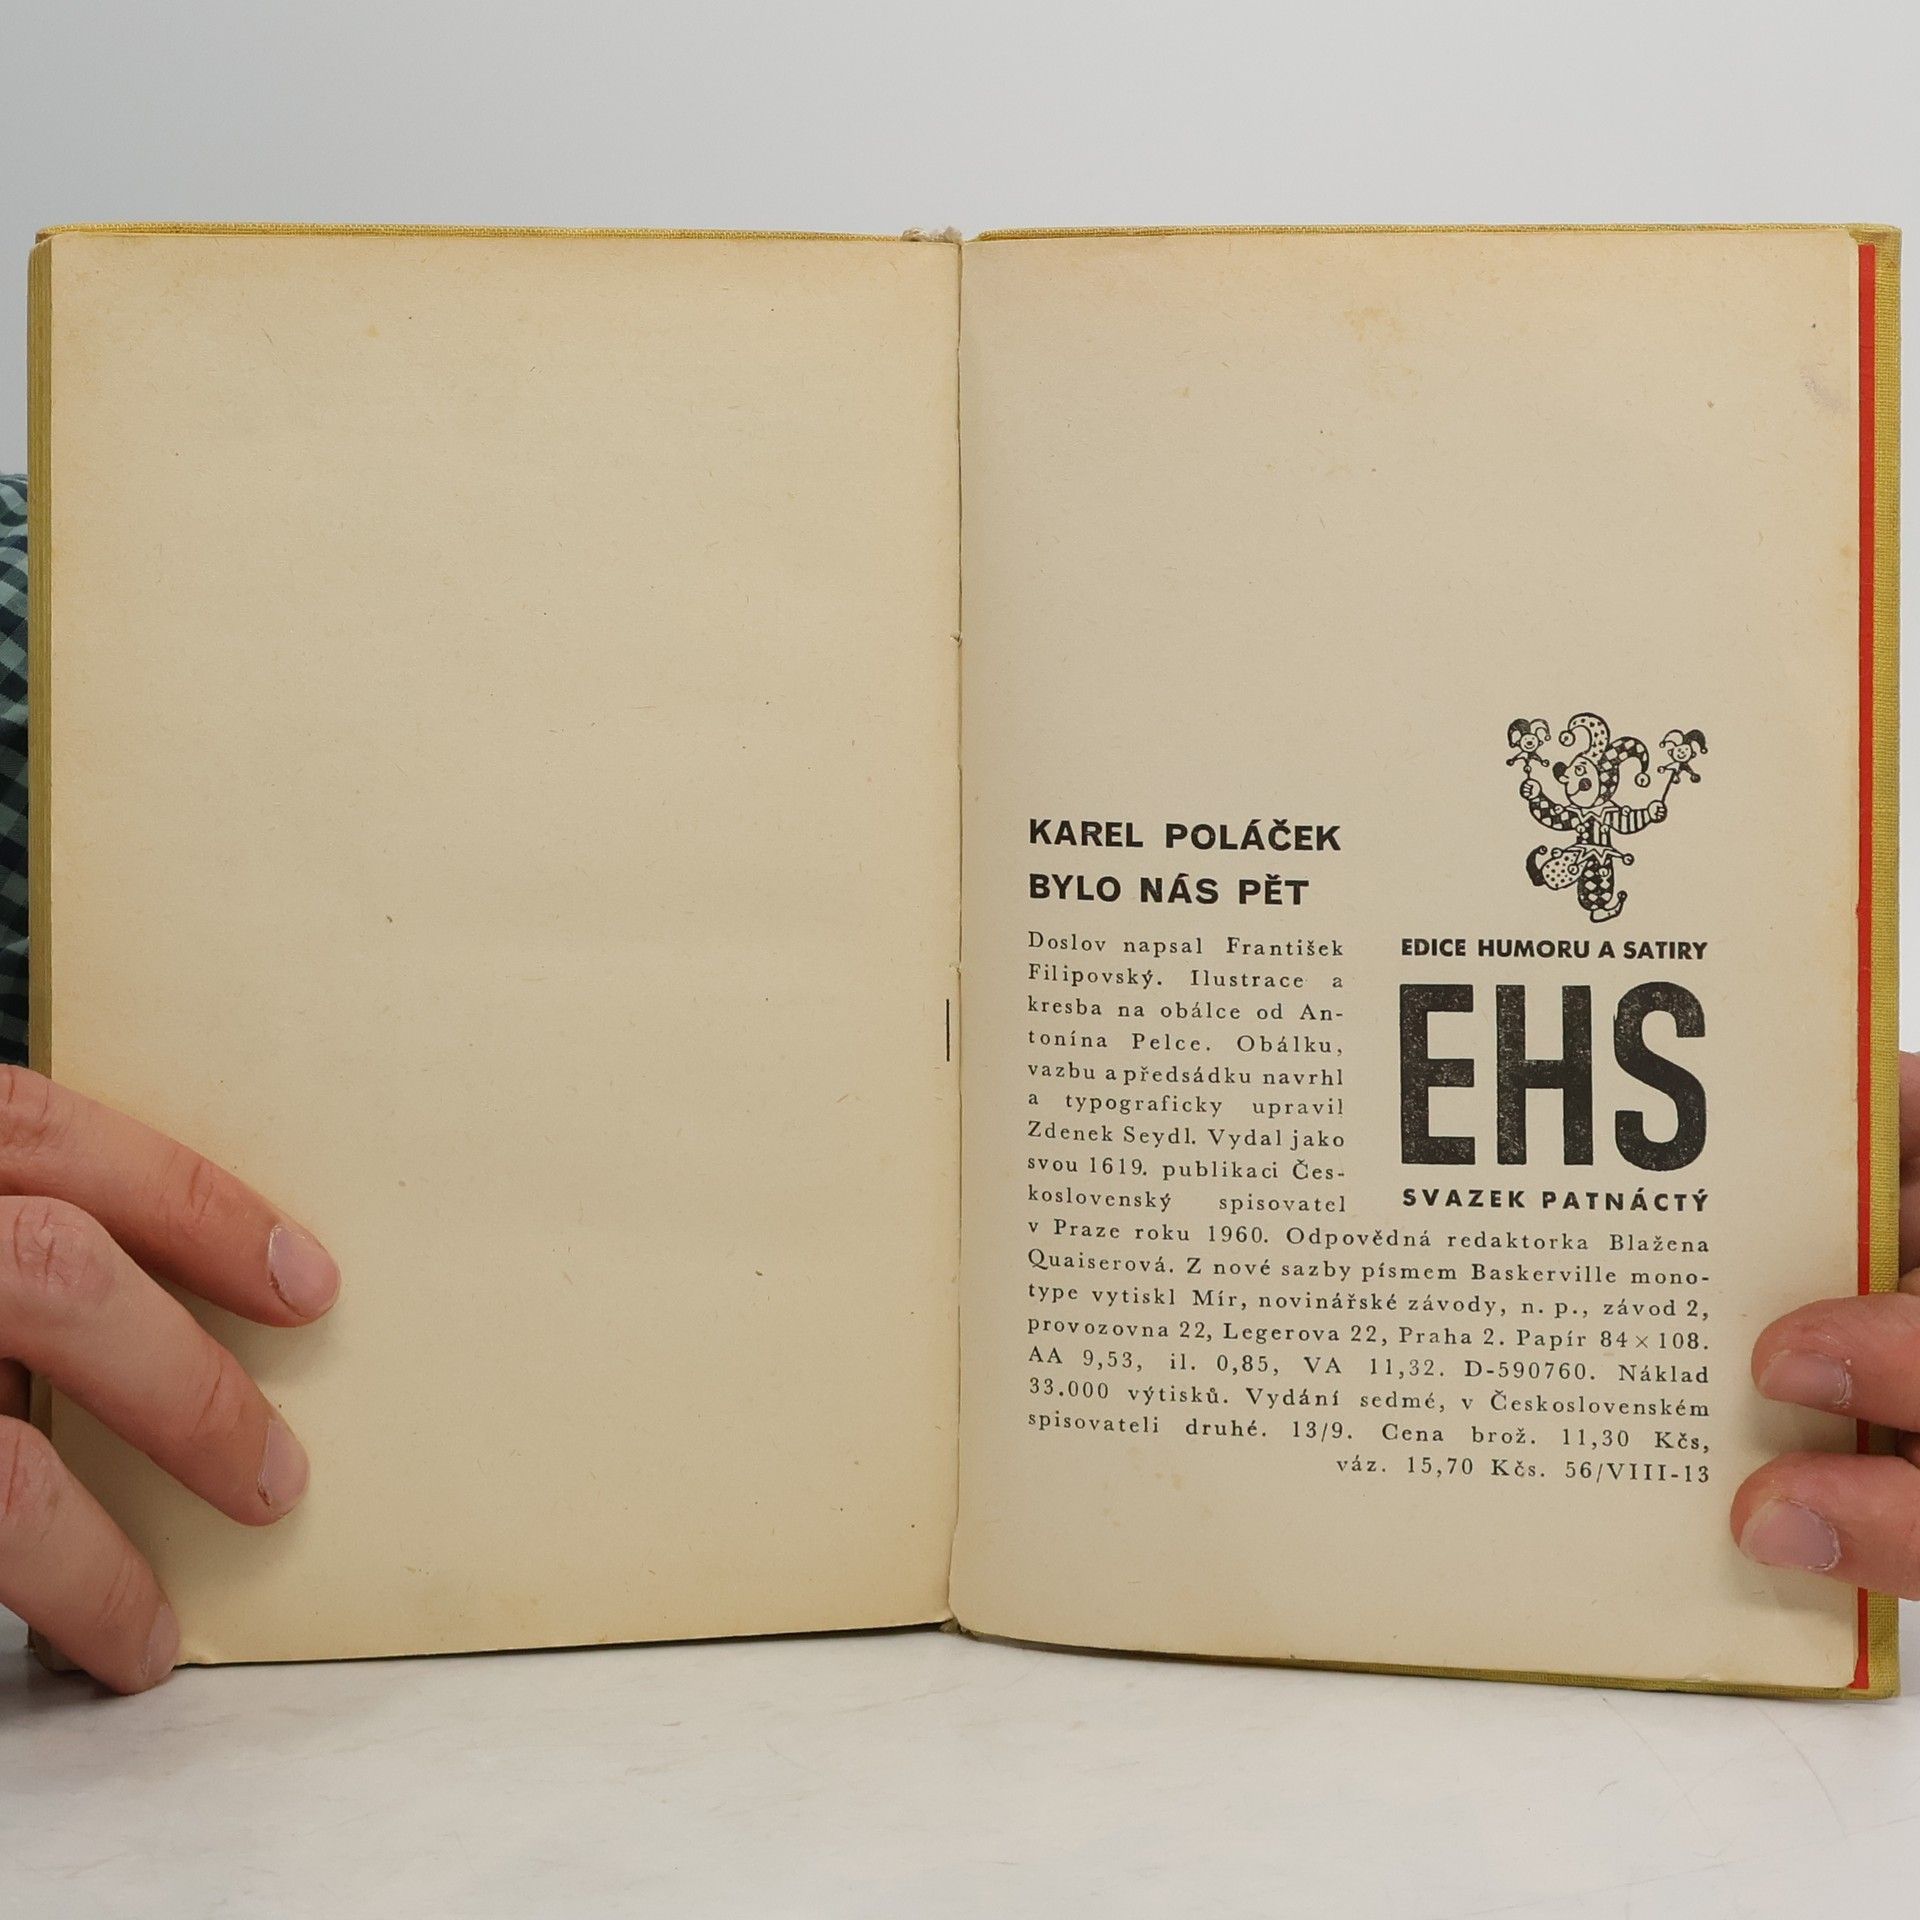 KAREL POLÁČEK
BYLO NÁS PĚT
Doslov napsal František
Filipovský. Ilustrace a
kresba na obálce od An-
tonína Pelce. Obálku,
vazbu a předsádku navrhl
a typograficky upravil
Zdenek Seydl. Vydal jako
svou 1619. publikaci Čes-
koslovenský spisovatel
EDICE HUMORU A SATIRY
EHS
SVAZEK PATNÁCTÝ
v Praze roku 1960. Odpovědná redaktorka Blažena
Quaiserová. Z nové sazby písmem Baskerville mono-
type vytiskl Mír, novinářské závody, n. p., závod 2,
provozovna 22, Legerova 22, Praha 2. Papír 84 × 108.
AA 9,53, il. 0,85, VA 11,32. D-590760. Náklad
33.000 výtisků. Vydání sedmé, v Československém
spisovateli druhé. 13/9. Cena brož. 11,30 Kčs,
váz. 15,70 Kčs. 56/VIII-13